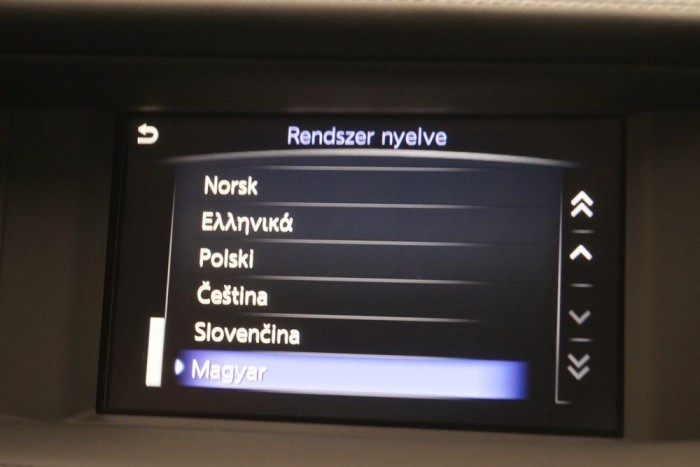 Rendszer nyelve
Norsk
Ελληνικά
Polski
Čeština
Slovenčina
Magyar